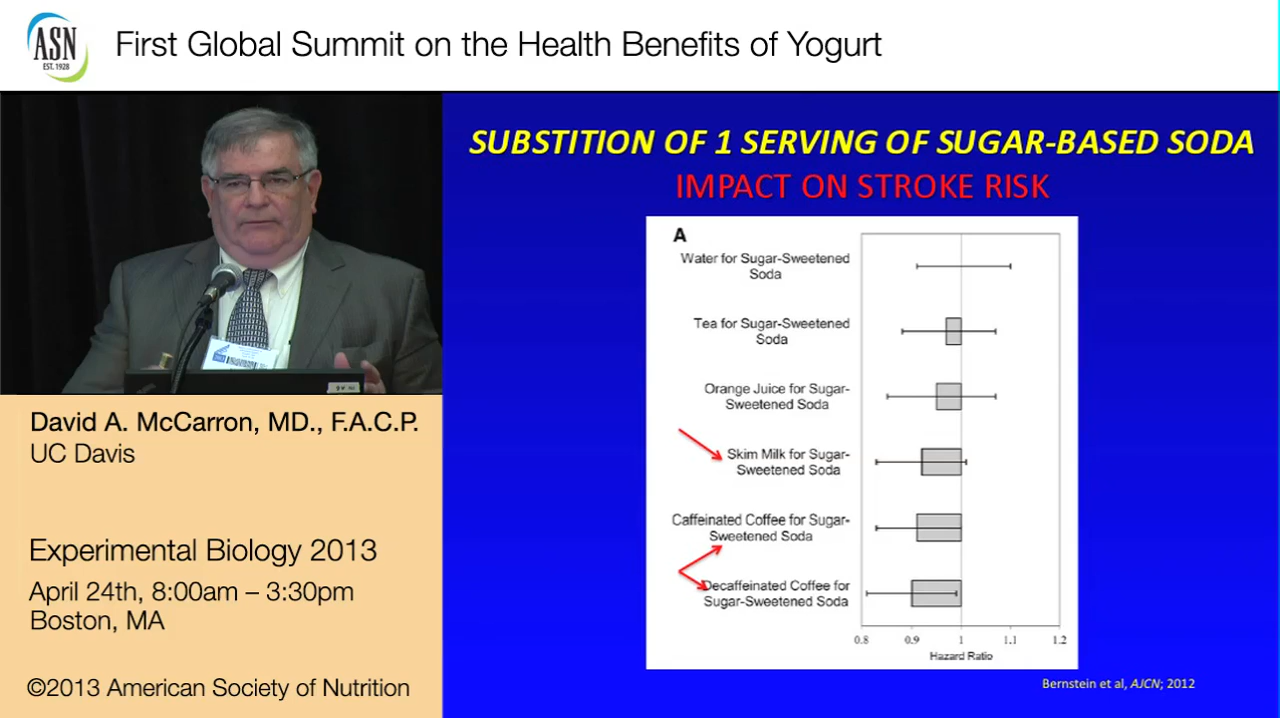 ASN
EST. 1928
First Global Summit on the Health Benefits of Yogurt
SUBSTITION OF 1 SERVING OF SUGAR-BASED SODA
IMPACT ON STROKE RISK
A
Water for Sugar-Sweetened
Soda
Tea for Sugar-Sweetened
Soda
Orange Juice for Sugar-
Sweetened Soda
Skim Milk for Sugar-
Sweetened Soda
Caffeinated Coffee for Sugar-
Sweetened Soda
Decaffeinated Coffee for
Sugar-Sweetened Soda
0.8 0.9 1 1.1 1.2
Hazard Ratio
Bernstein et al, AJCN; 2012
David A. McCarron, MD., F.A.C.P.
UC Davis
Experimental Biology 2013
April 24th, 8:00am – 3:30pm
Boston, MA
©2013 American Society of Nutrition